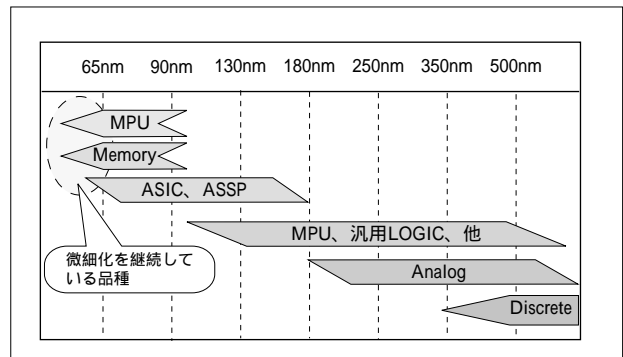 65nm 90nm 130nm 180nm 250nm 350nm 500nm
MPU
Memory
ASIC、ASSP
MPU、汎用LOGIC、他
微細化を継続して
いる品種
Analog
Discrete